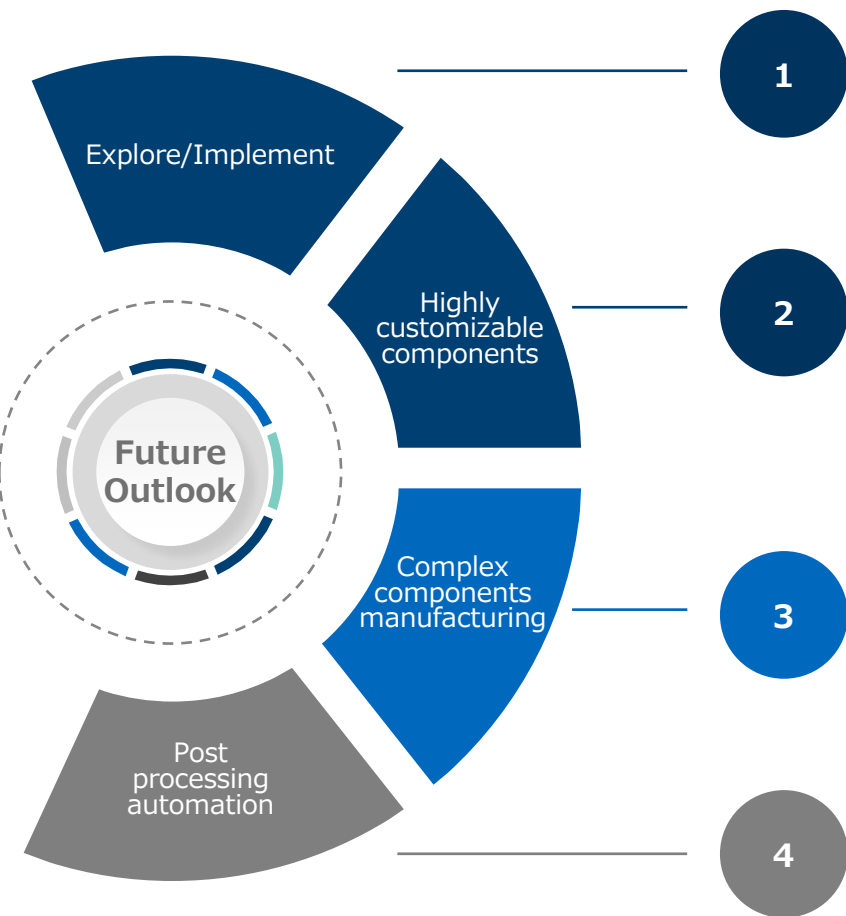 1
Explore/Implement
2
Highly
customizable
components
Future
Outlook
3
Complex
components
manufacturing
4
Post
processing
automation